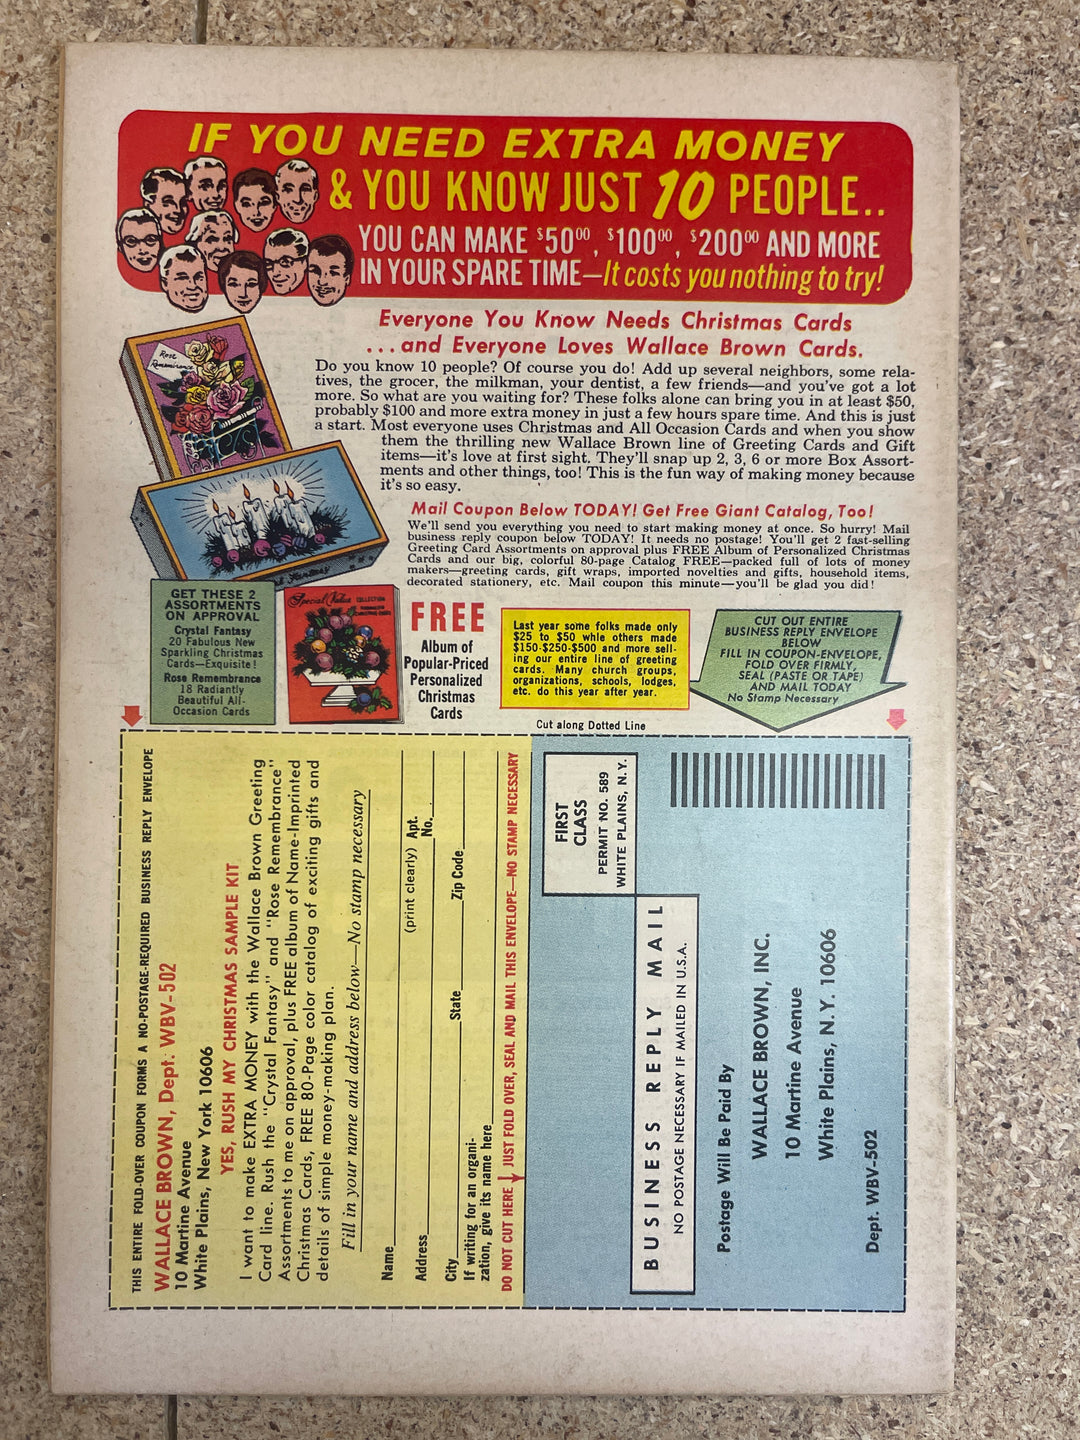 IF YOU NEED EXTRA MONEY
& YOU KNOW JUST 10 PEOPLE..
YOU CAN MAKE $50⁰⁰, $100⁰⁰, $200⁰⁰ AND MORE
IN YOUR SPARE TIME—It costs you nothing to try!
Everyone You Know Needs Christmas Cards
...and Everyone Loves Wallace Brown Cards.
Rose
Remembrance
Do you know 10 people? Of course you do! Add up several neighbors, some rela-
tives, the grocer, the milkman, your dentist, a few friends—and you've got a lot
more. So what are you waiting for? These folks alone can bring you in at least $50,
probably $100 and more extra money in just a few hours spare time. And this is just
a start. Most everyone uses Christmas and All Occasion Cards and when you show
them the thrilling new Wallace Brown line of Greeting Cards and Gift
items—it's love at first sight. They'll snap up 2, 3, 6 or more Box Assort-
ments and other things, too! This is the fun way of making money because
it's so easy.
Mail Coupon Below TODAY! Get Free Giant Catalog, Too!
We'll send you everything you need to start making money at once. So hurry! Mail
business reply coupon below TODAY! It needs no postage! You'll get 2 fast-selling
Greeting Card Assortments on approval plus FREE Album of Personalized Christmas
Cards and our big, colorful 80-page Catalog FREE—packed full of lots of money
makers—greeting cards, gift wraps, imported novelties and gifts, household items,
decorated stationery, etc. Mail coupon this minute—you'll be glad you did!
Fantasy
GET THESE 2
ASSORTMENTS
ON APPROVAL
Crystal Fantasy
20 Fabulous New
Sparkling Christmas
Cards—Exquisite!
Rose Remembrance
18 Radiantly
Beautiful All-
Occasion Cards
Special Value COLLECTION
FREE
Album of
Popular-Priced
Personalized
Christmas
Cards
Last year some folks made only
$25 to $50 whle others made
$150-$250-$500 and more sell-
ing our entire line of greeting
cards. Many church groups,
organizations, schools, lodges,
etc. do this year after year.
CUT OUT ENTIRE
BUSINESS REPLY ENVELOPE
BELOW
FILL IN COUPON-ENVELOPE,
FOLD OVER FIRMLY,
SEAL (PASTE OR TAPE)
AND MAIL TODAY
No Stamp Necessary
Cut along Dotted Line
THIS ENTIRE FOLD-OVER COUPON FORMS A NO-POSTAGE-REQUIRED BUSINESS REPLY ENVELOPE
WALLACE BROWN, Dept. WBV-502
10 Martine Avenue
White Plains, New York 10606
YES, RUSH MY CHRISTMAS SAMPLE KIT
I want to make EXTRA MONEY with the Wallace Brown Greeting
Card line. Rush the "Crystal Fantasy" and "Rose Remembrance"
Assortments to me on approval, plus FREE album of Name-Imprinted
Christmas Cards, FREE 80-Page color catalog of exciting gifts and
details of simple money-making plan.
Fill in your name and address below—No stamp necessary
Name
(print clearly)
Address
Apt.
No.
City
State
Zip Code
If writing for an organi-
zation, give its name here
DO NOT CUT HERE JUST FOLD OVER, SEAL AND MAIL THIS ENVELOPE—NO STAMP NECESSARY
FIRST
CLASS
PERMIT NO. 589
WHITE PLAINS, N.Y.
BUSINESS REPLY MAIL
NO POSTAGE NECESSARY IF MAILED IN U.S.A.
Postage Will Be Paid By
WALLACE BROWN, INC.
10 Martine Avenue
White Plains, N. Y. 10606
Dept. WBV-502